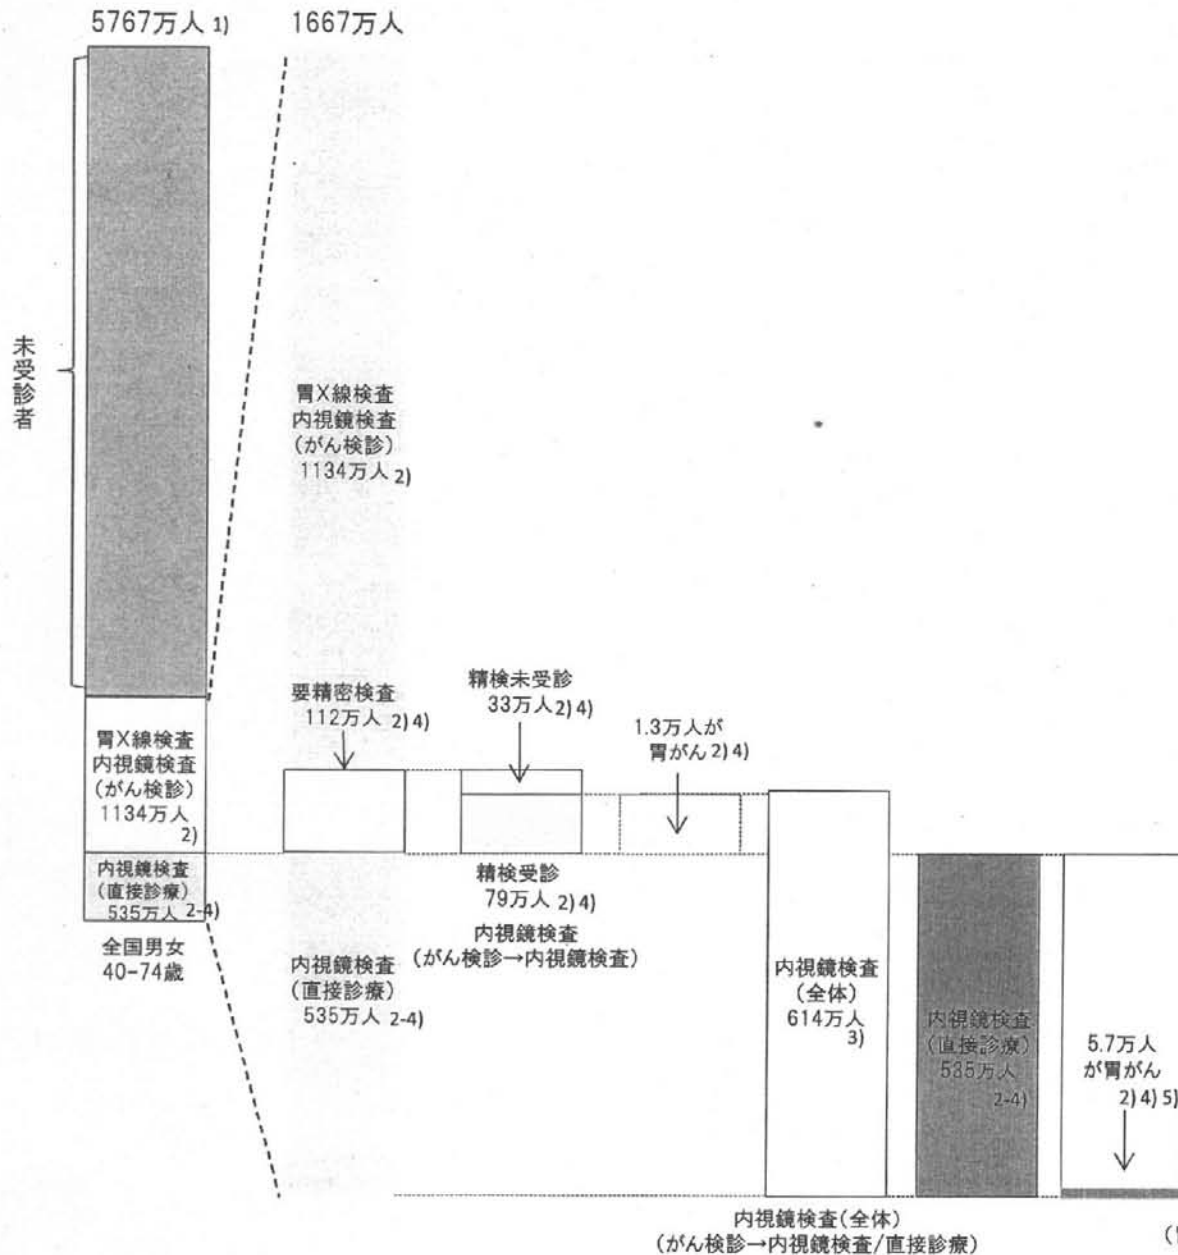 5767万人 1)
1667万人
未受診者
胃X線検査
内視鏡検査
(がん検診)
1134万人 2)
要精密検査
112万人 2) 4)
精検未受診
33万人 2) 4)
1.3万人が
胃がん 2) 4)
胃X線検査
内視鏡検査
(がん検診)
1134万人
2)
内視鏡検査
(直接診療)
535万人 2-4)
全国男女
40-74歳
内視鏡検査
(直接診療)
535万人 2-4)
精検受診
79万人 2) 4)
内視鏡検査
(がん検診→内視鏡検査)
内視鏡検査
(全体)
614万人
3)
内視鏡検査
(直接診療)
535万人
2-4)
5.7万人
が胃がん
2) 4) 5)
内視鏡検査(全体)
(がん検診→内視鏡検査/直接診療)